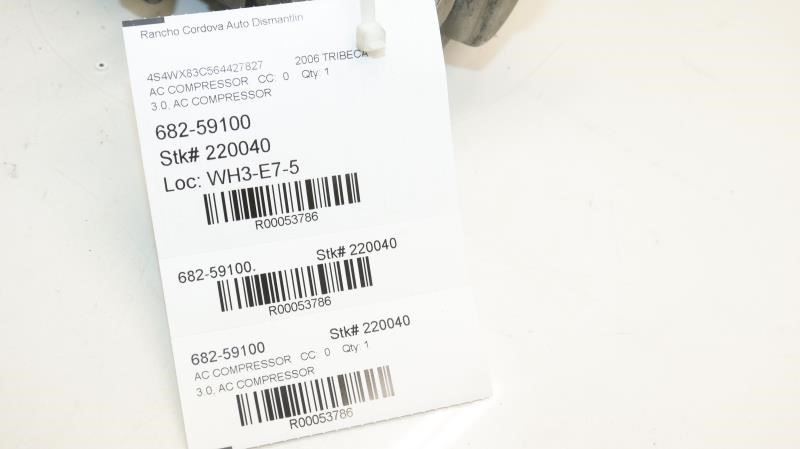 Rancho Cordova Auto Dismantlin
4S4WX83C564427827 2006 TRIBECA
AC COMPRESSOR CC: 0 Qty: 1
3.0, AC COMPRESSOR
682-59100
Stk# 220040
Loc: WH3-E7-5
R00053786
682-59100. Stk# 220040
R00053786
682-59100 Stk# 220040
AC COMPRESSOR CC: 0 Qty: 1
3.0, AC COMPRESSOR
R00053786